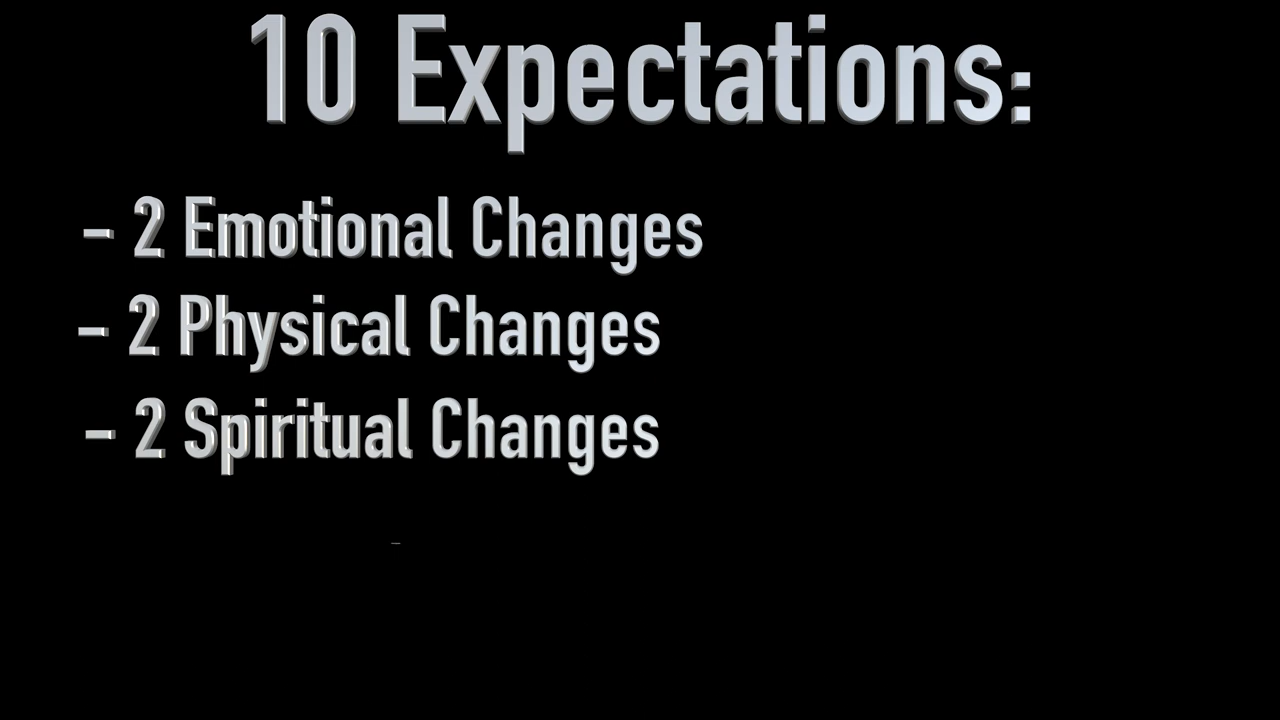 10 Expectations:
– 2 Emotional Changes
– 2 Physical Changes
– 2 Spiritual Changes